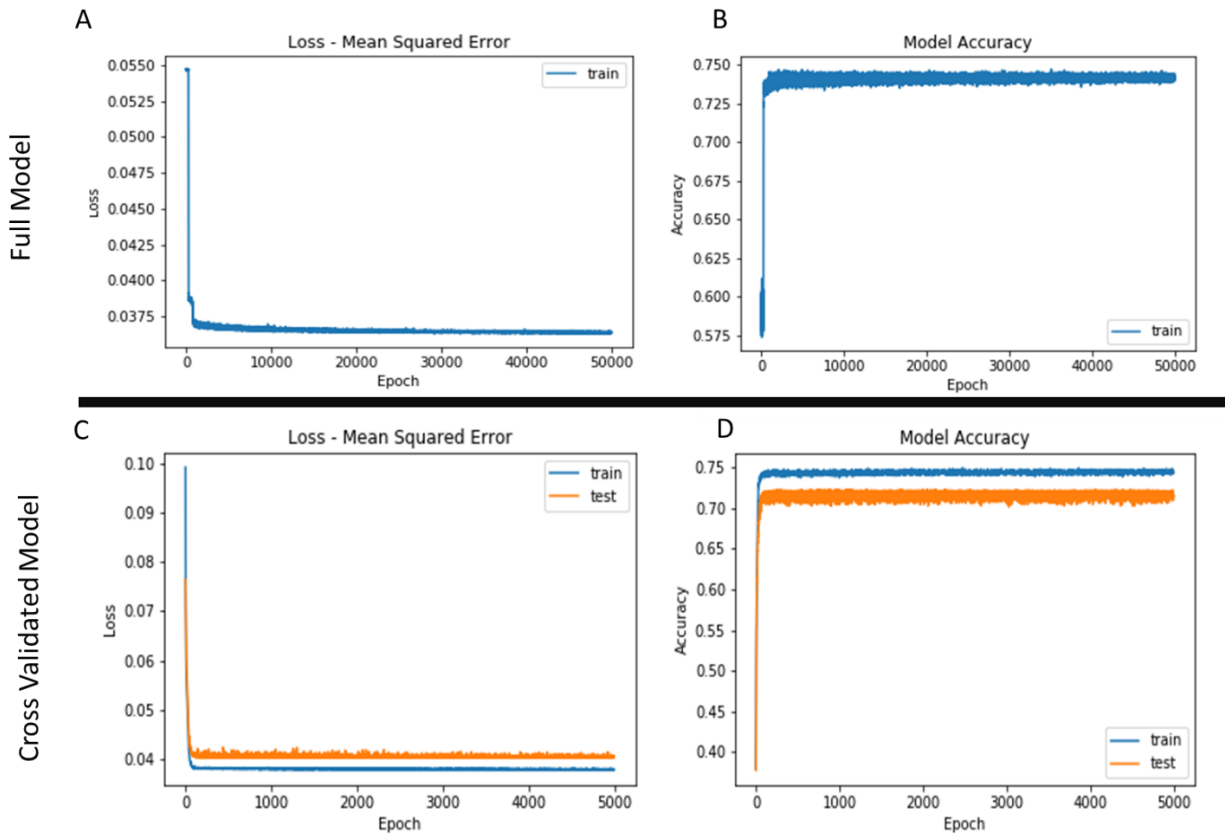 A
B
Loss - Mean Squared Error
Model Accuracy
Full Model
Loss
0.0550
0.0525
0.0500
0.0475
0.0450
0.0425
0.0400
0.0375
train
0 10000 20000 30000 40000 50000
Epoch
Accuracy
0.750
0.725
0.700
0.675
0.650
0.625
0.600
0.575
train
0 10000 20000 30000 40000 50000
Epoch
C
D
Loss - Mean Squared Error
Model Accuracy
Cross Validated Model
Loss
0.10
0.09
0.08
0.07
0.06
0.05
0.04
train
test
0 1000 2000 3000 4000 5000
Epoch
Accuracy
0.75
0.70
0.65
0.60
0.55
0.50
0.45
0.40
train
test
0 1000 2000 3000 4000 5000
Epoch